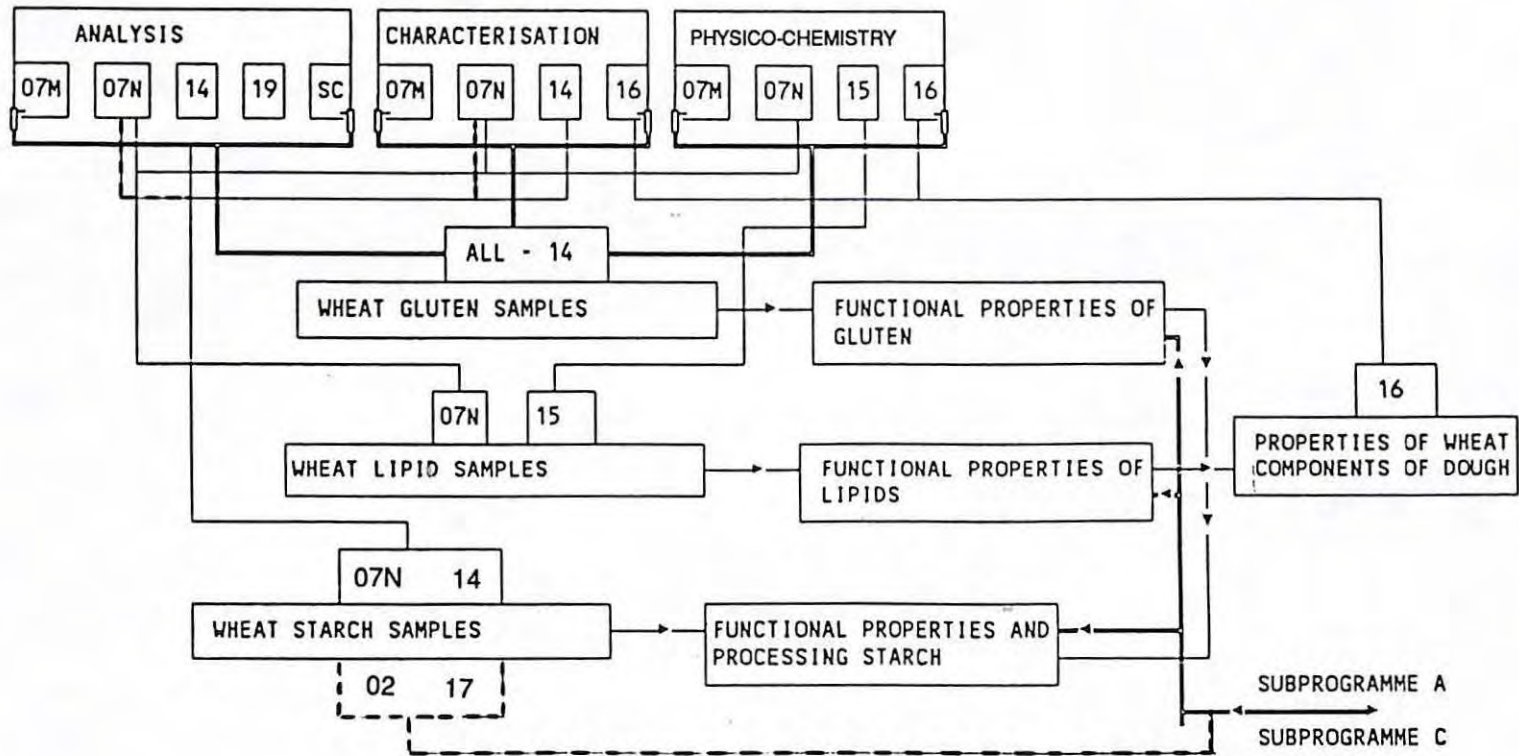 ANALYSIS
07M 07N 14 19 SC
CHARACTERISATION
07M 07N 14 16
PHYSICO-CHEMISTRY
07M 07N 15 16
ALL - 14
WHEAT GLUTEN SAMPLES
FUNCTIONAL PROPERTIES OF
GLUTEN
07N 15
WHEAT LIPID SAMPLES
FUNCTIONAL PROPERTIES OF
LIPIDS
16
PROPERTIES OF WHEAT
COMPONENTS OF DOUGH
07N 14
WHEAT STARCH SAMPLES
02 17
FUNCTIONAL PROPERTIES AND
PROCESSING STARCH
SUBPROGRAMME A
SUBPROGRAMME C